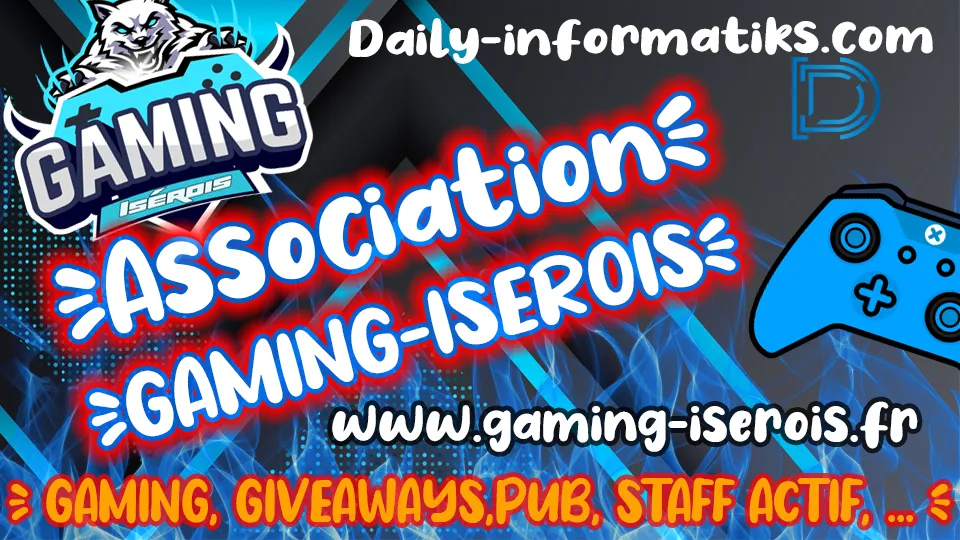 Daily-informatiks.com
GAMING
ISÉROIS
Association
GAMING-ISEROIS
www.gaming-iserois.fr
GAMING, GIVEAWAYS,PUB, STAFF ACTIF, ...